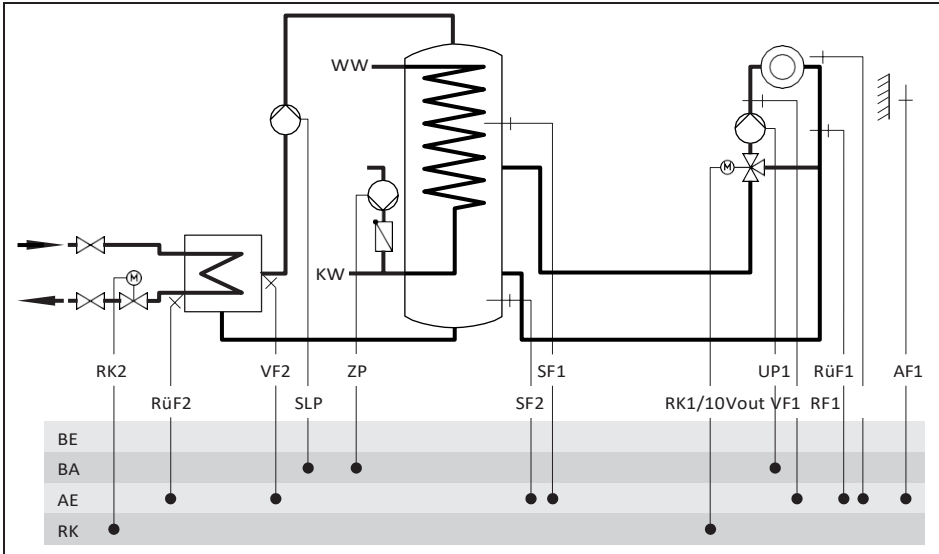 WW
M
KW
M
RK2 VF2 ZP SF1 UP1 RüF1 AF1
RüF2 SLP SF2 RK1/10Vout VF1 RF1
BE
BA
AE
RK